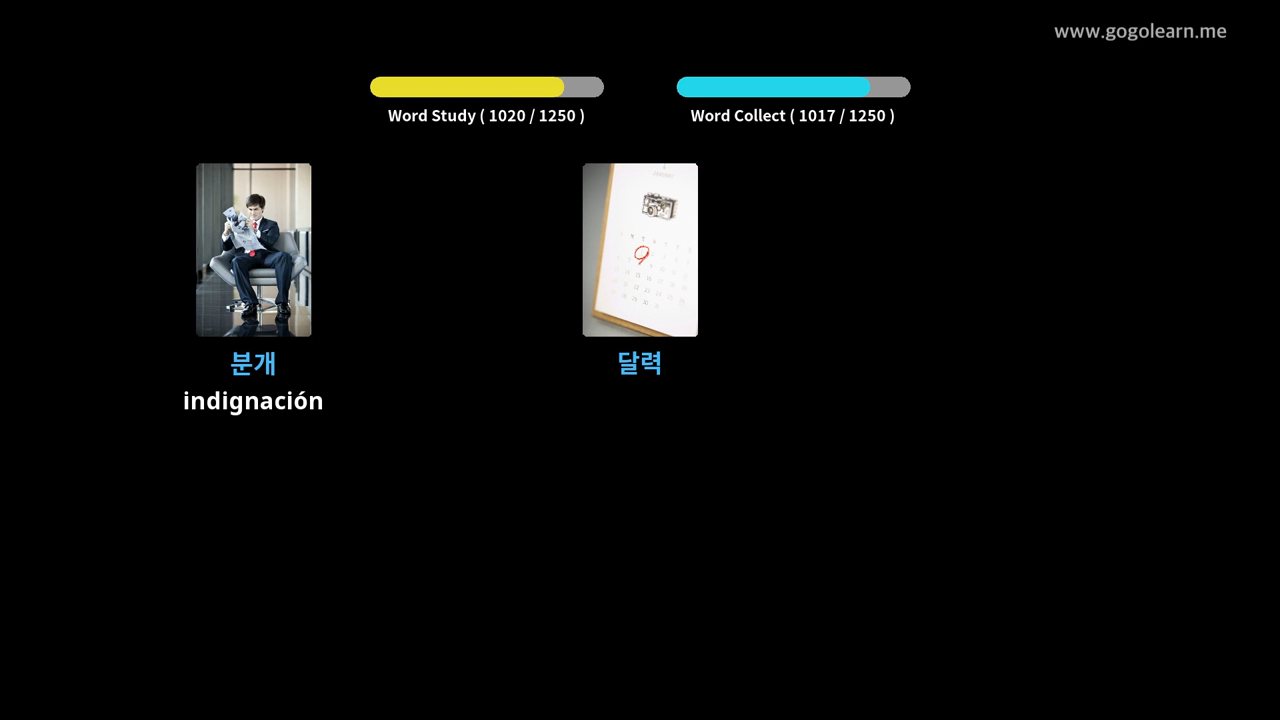 www.gogolearn.me
Word Study ( 1020 / 1250 )
Word Collect ( 1017 / 1250 )
분개
달력
indignación